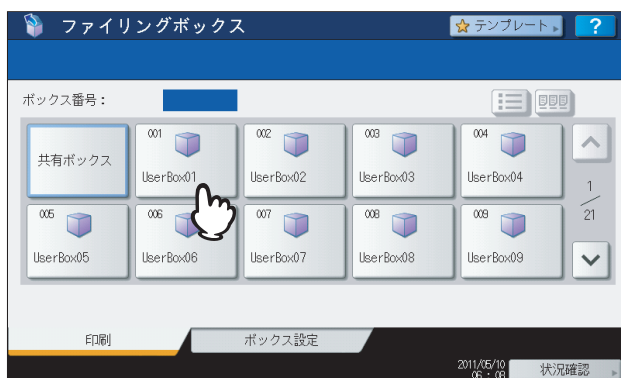 ファイリングボックス
テンプレート
?
ボックス番号：
共有ボックス
001
UserBox01
002
UserBox02
003
UserBox03
004
UserBox04
1
21
005
UserBox05
006
UserBox06
007
UserBox07
008
UserBox08
009
UserBox09
印刷
ボックス設定
2011/05/10
06：08
状況確認